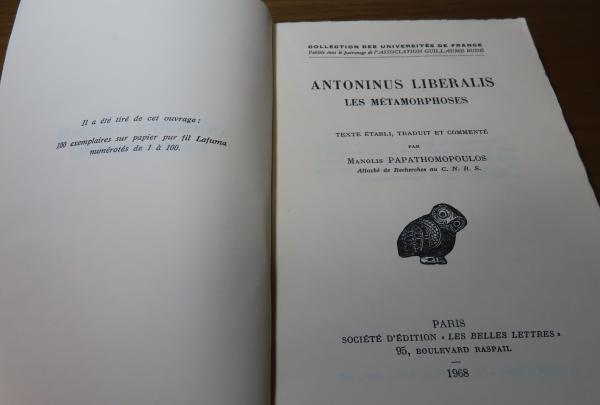 Il a été tiré de cet ouvrage :
100 exemplaires sur papier pur fil Lafuma
numérotés de 1 à 100.
COLLECTION DES UNIVERSITÉS DE FRANCE
Publiée sous le patronage de l'ASSOCIATION GUILLAUME BUDÉ
ANTONINUS LIBERALIS
LES MÉTAMORPHOSES
TEXTE ÉTABLI, TRADUIT ET COMMENTÉ
PAR
MANOLIS PAPATHOMOPOULOS
Attaché de Recherches au C. N. R. S.
PARIS
SOCIÉTÉ D'ÉDITION « LES BELLES LETTRES »
95, BOULEVARD RASPAIL
1968